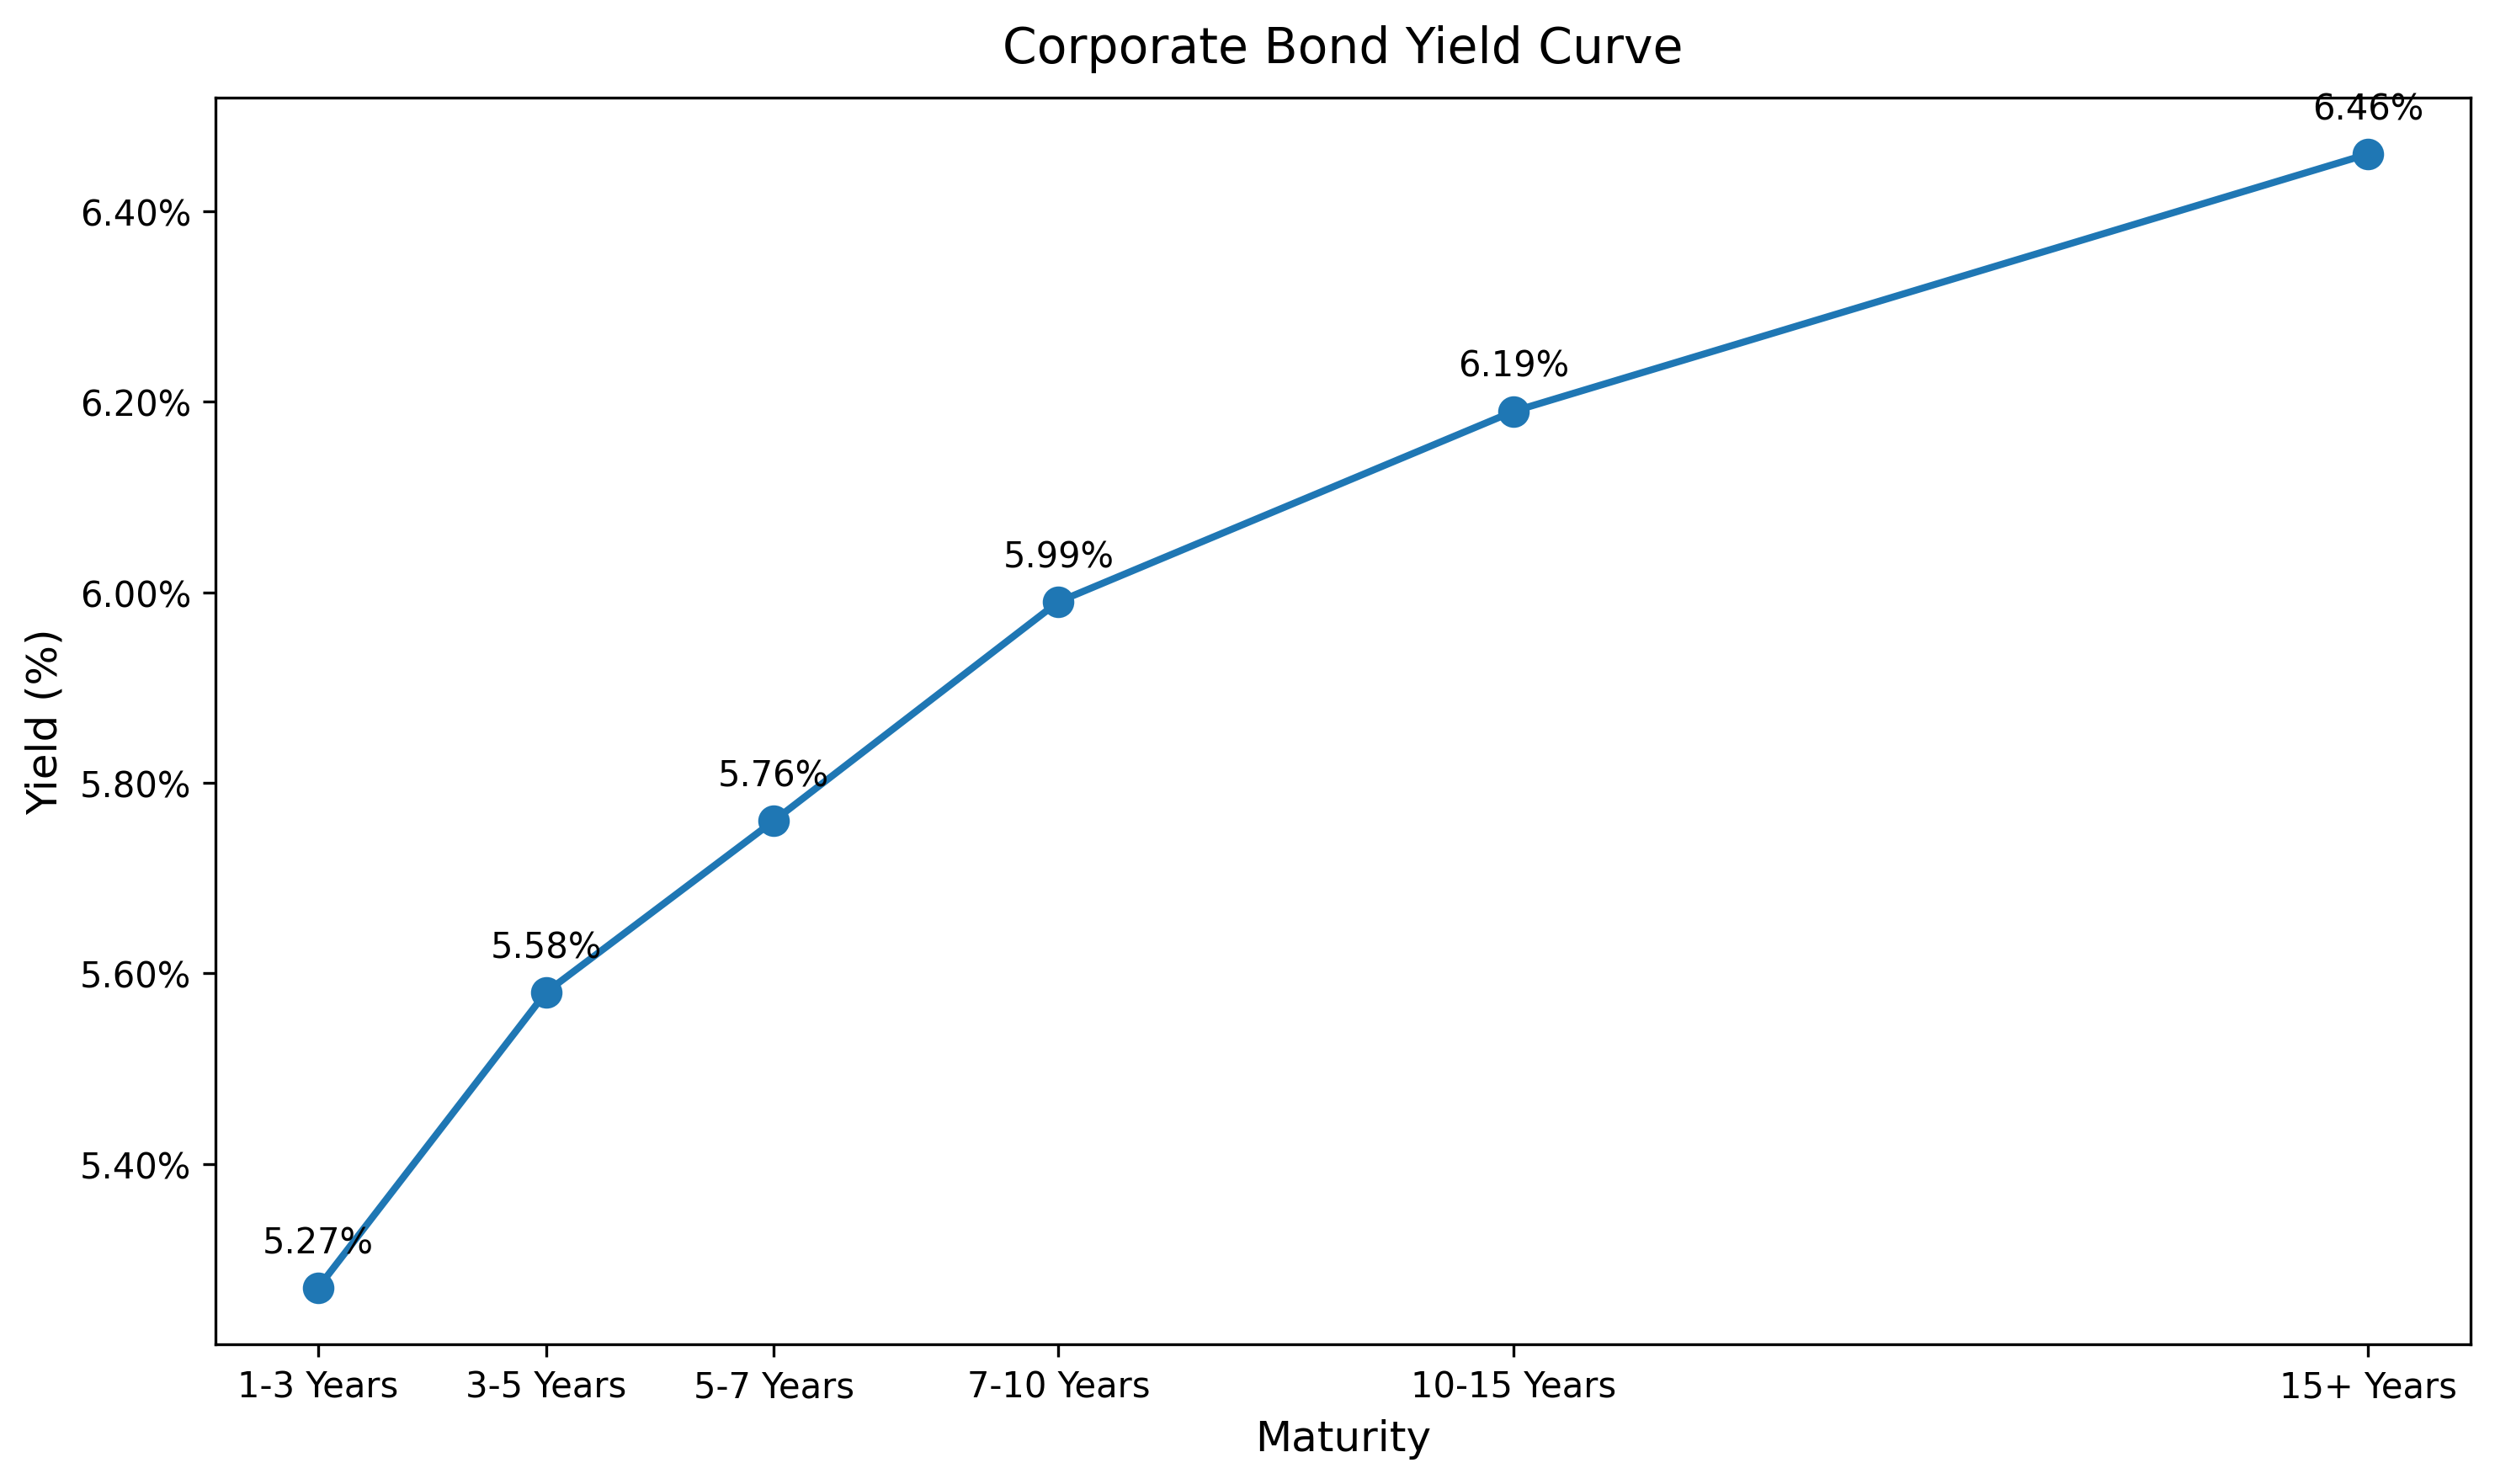 Corporate Bond Yield Curve
6.46%
6.40%
6.19%
6.20%
5.99%
6.00%
5.76%
5.80%
5.58%
5.60%
5.40%
5.27%
Yield (%)
1-3 Years
3-5 Years
5-7 Years
7-10 Years
10-15 Years
15+ Years
Maturity